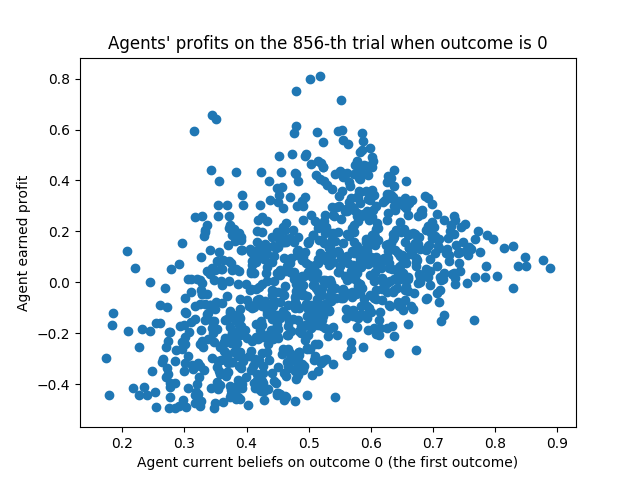 Agents' profits on the 856-th trial when outcome is 0
0.8
0.6
0.4
0.2
0.0
−0.2
−0.4
Agent earned profit
0.2 0.3 0.4 0.5 0.6 0.7 0.8 0.9
Agent current beliefs on outcome 0 (the first outcome)